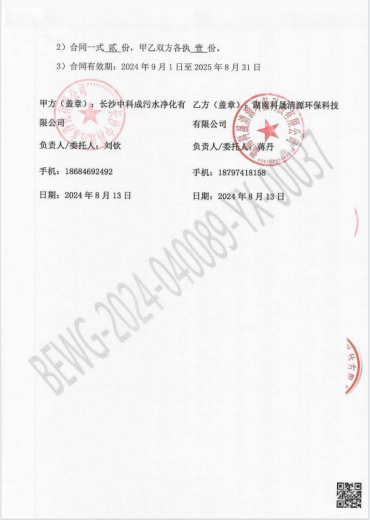 2）合同一式 贰 份，甲乙双方各执 壹 份。
3）合同有效期：2024 年 9 月 1 日至 2025 年 8 月 31 日
甲方（盖章）：长沙中科成污水净化有
限公司
负责人/委托人：刘钦
手机：18684692492
日期：2024 年 8 月 13 日
乙方（盖章）：湖南科晟清源环保科技
有限公司
负责人/委托人：蒋丹
手机：18797418158
日期：2024 年 8 月 13 日
BEWG-2024-040089-YX-00037